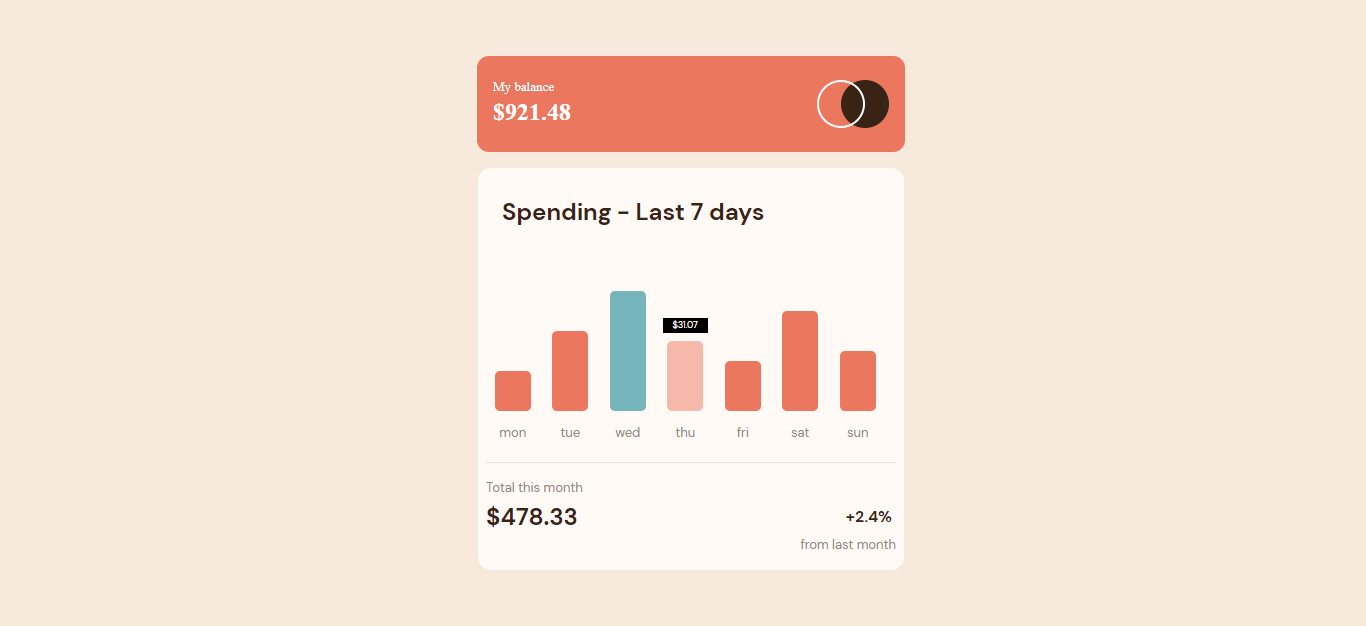 My balance
$921.48
Spending - Last 7 days
$31.07
mon tue wed thu fri sat sun
Total this month
$478.33
+2.4%
from last month